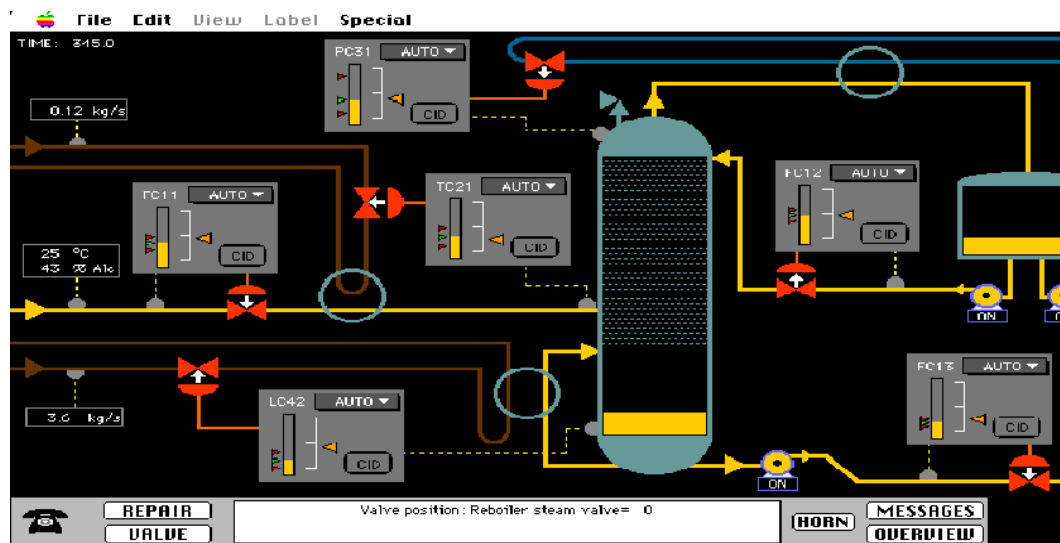 File Edit View Label Special
TIME: 345.0
PC31 AUTO
CID
0.12 kg/s
FC11 AUTO
CID
TC21 AUTO
CID
FC12 AUTO
CID
25 °C
43 % Alc
ON
3.6 kg/s
LC42 AUTO
CID
FC13 AUTO
CID
ON
REPAIR
VALVE
Valve position: Reboiler steam valve= 0
HORN
MESSAGES
OVERVIEW